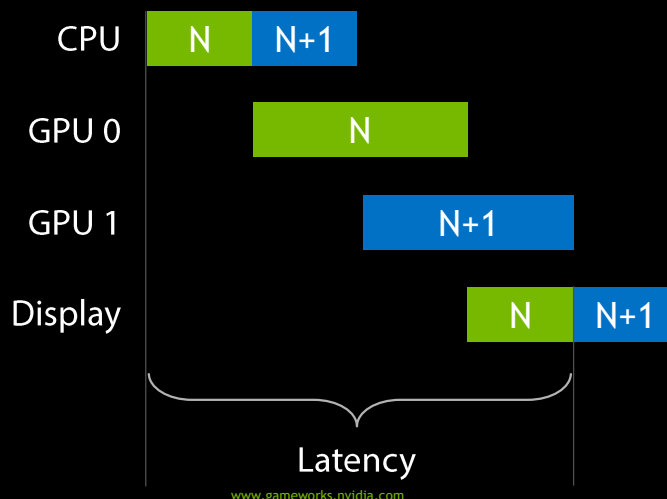 CPU N N+1
GPU 0 N
GPU 1 N+1
Display N N+1
Latency
www.gameworks.nvidia.com